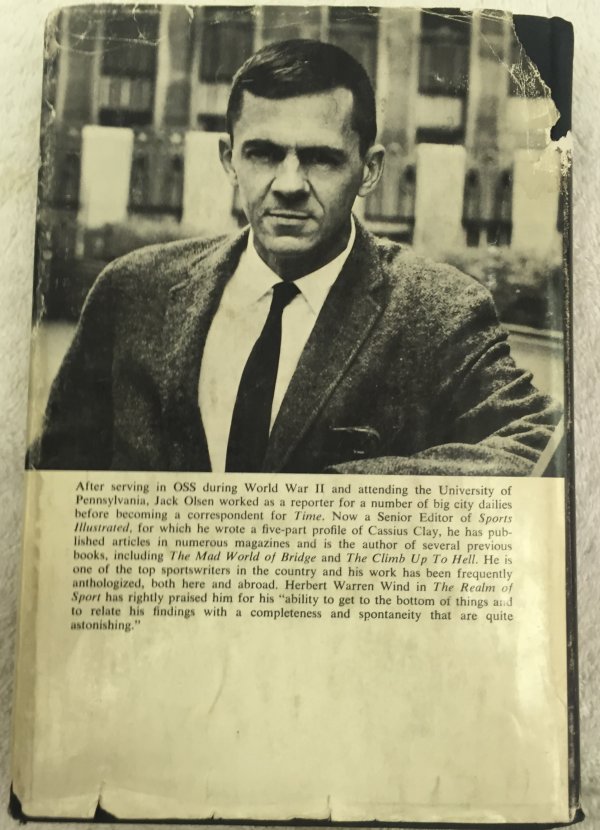 After serving in OSS during World War II and attending the University of
Pennsylvania, Jack Olsen worked as a reporter for a number of big city dailies
before becoming a correspondent for Time. Now a Senior Editor of Sports
Illustrated, for which he wrote a five-part profile of Cassius Clay, he has pub-
lished articles in numerous magazines and is the author of several previous
books, including The Mad World of Bridge and The Climb Up To Hell. He is
one of the top sportswriters in the country and his work has been frequently
anthologized, both here and abroad. Herbert Warren Wind in The Realm of
Sport has rightly praised him for his “ability to get to the bottom of things and
to relate his findings with a completeness and spontaneity that are quite
astonishing.”